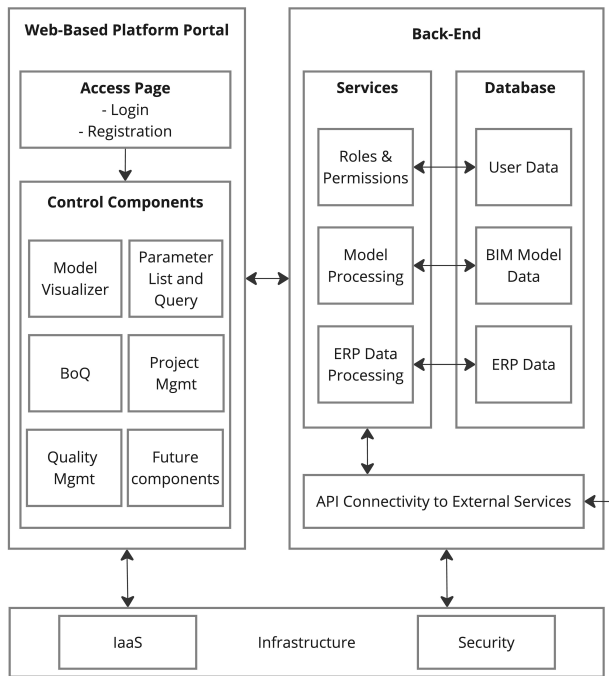 Web-Based Platform Portal
Access Page
- Login
- Registration
Control Components
Model
Visualizer
Parameter
List and
Query
BoQ
Project
Mgmt
Quality
Mgmt
Future
components
Back-End
Services
Database
Roles &
Permissions
User Data
Model
Processing
BIM Model
Data
ERP Data
Processing
ERP Data
API Connectivity to External Services
IaaS
Infrastructure
Security